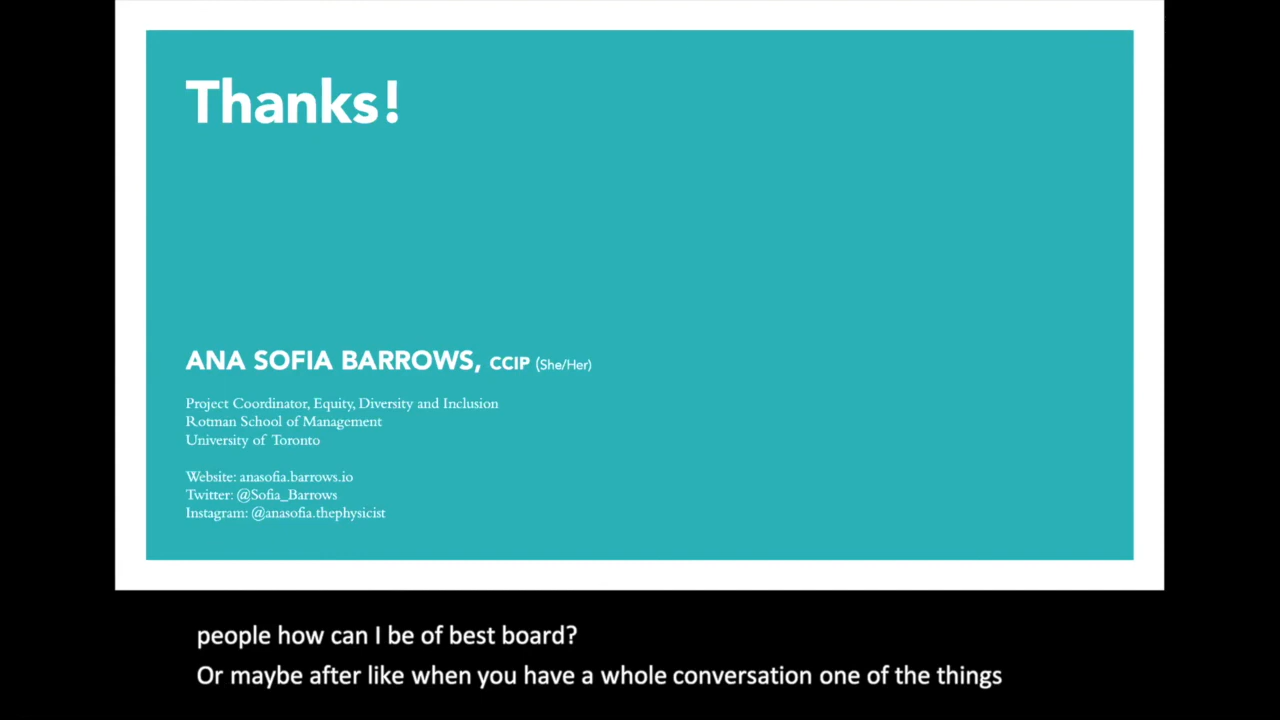 Thanks!
ANA SOFIA BARROWS, CCIP (She/Her)
Project Coordinator, Equity, Diversity and Inclusion
Rotman School of Management
University of Toronto
Website: anasofia.barrows.io
Twitter: @Sofia_Barrows
Instagram: @anasofia.thephysicist
people how can I be of best board?
Or maybe after like when you have a whole conversation one of the things